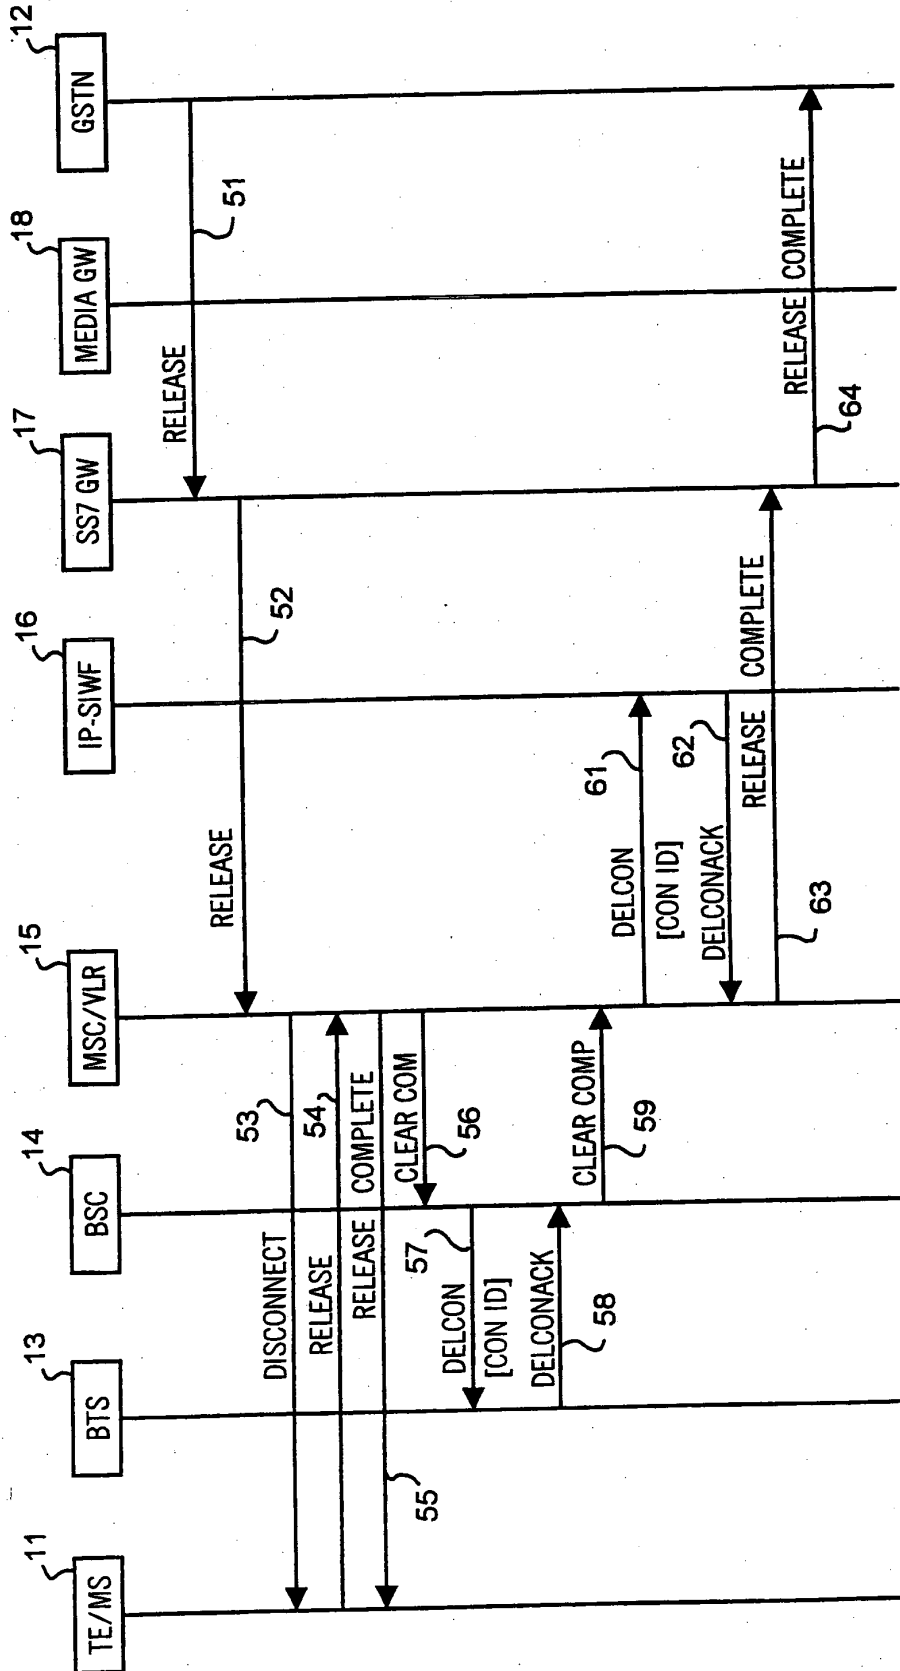 11
TE/MS
13
BTS
14
BSC
15
MSC/VLR
16
IP-SIWF
17
SS7 GW
18
MEDIA GW
12
GSTN
RELEASE
51
RELEASE
52
DISCONNECT
53
RELEASE
54
RELEASE COMPLETE
55
CLEAR COM
56
DELCON
57
[CON ID]
DELCONACK
58
CLEAR COMP
59
DELCON
61
[CON ID]
DELCONACK
62
RELEASE COMPLETE
63
RELEASE COMPLETE
64